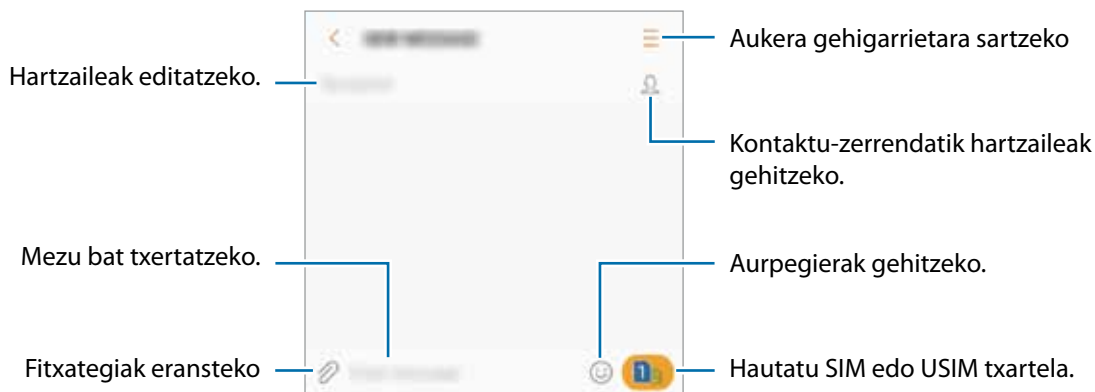 Aukera gehigarrietara sartzeko
Hartzaileak editatzeko.
Kontaktu-zerrendatik hartzaileak
gehitzeko.
Mezu bat txertatzeko.
Aurpegierak gehitzeko.
Fitxategiak eransteko
Hautatu SIM edo USIM txartela.